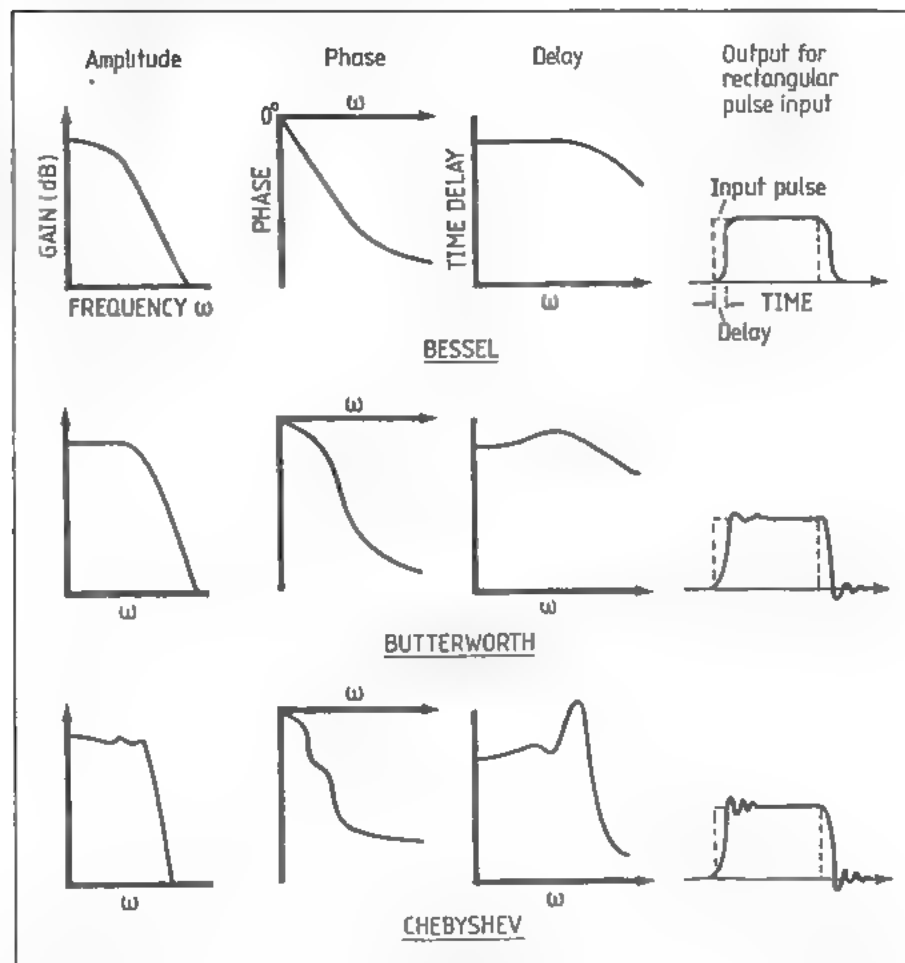 Amplitude
Phase
Delay
Output for
rectangular
pulse input
GAIN (dB)
FREQUENCY ω
0°
ω
PHASE
TIME DELAY
ω
Input pulse
TIME
Delay
BESSEL
ω
ω
ω
BUTTERWORTH
ω
ω
ω
CHEBYSHEV